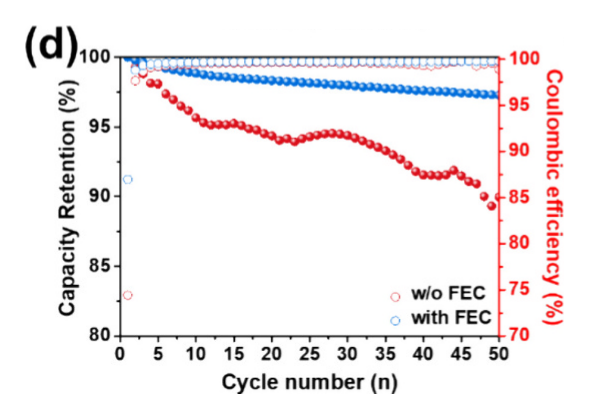 (d)
Capacity Retention (%)
100
95
90
85
80
100
95
90
85
80
75
70
Coulombic efficiency (%)
w/o FEC
with FEC
0 5 10 15 20 25 30 35 40 45 50
Cycle number (n)